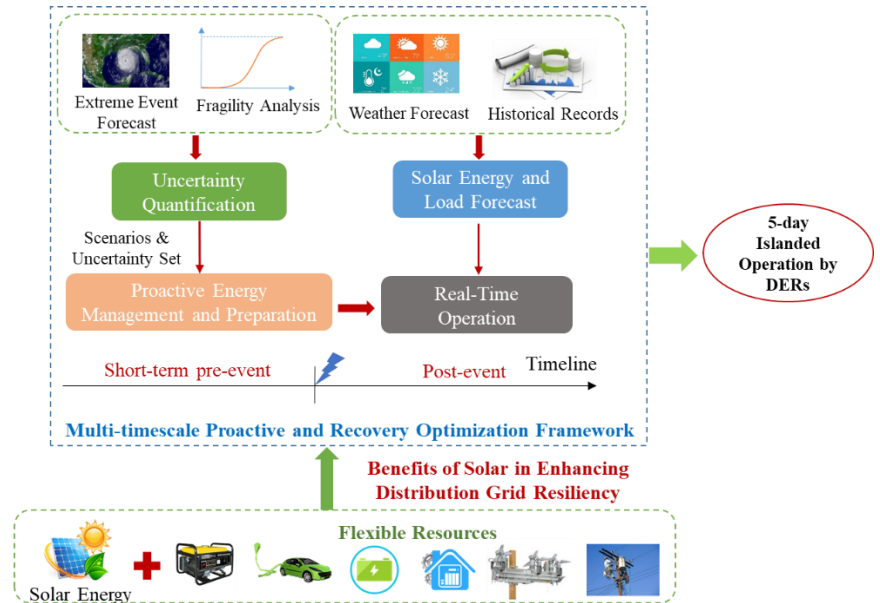 Extreme Event
Forecast
Fragility Analysis
Weather Forecast
Historical Records
Uncertainty
Quantification
Solar Energy and
Load Forecast
Scenarios &
Uncertainty Set
Proactive Energy
Management and Preparation
Real-Time
Operation
5-day
Islanded
Operation by
DERs
Short-term pre-event
Post-event
Timeline
Multi-timescale Proactive and Recovery Optimization Framework
Benefits of Solar in Enhancing
Distribution Grid Resiliency
Flexible Resources
Solar Energy